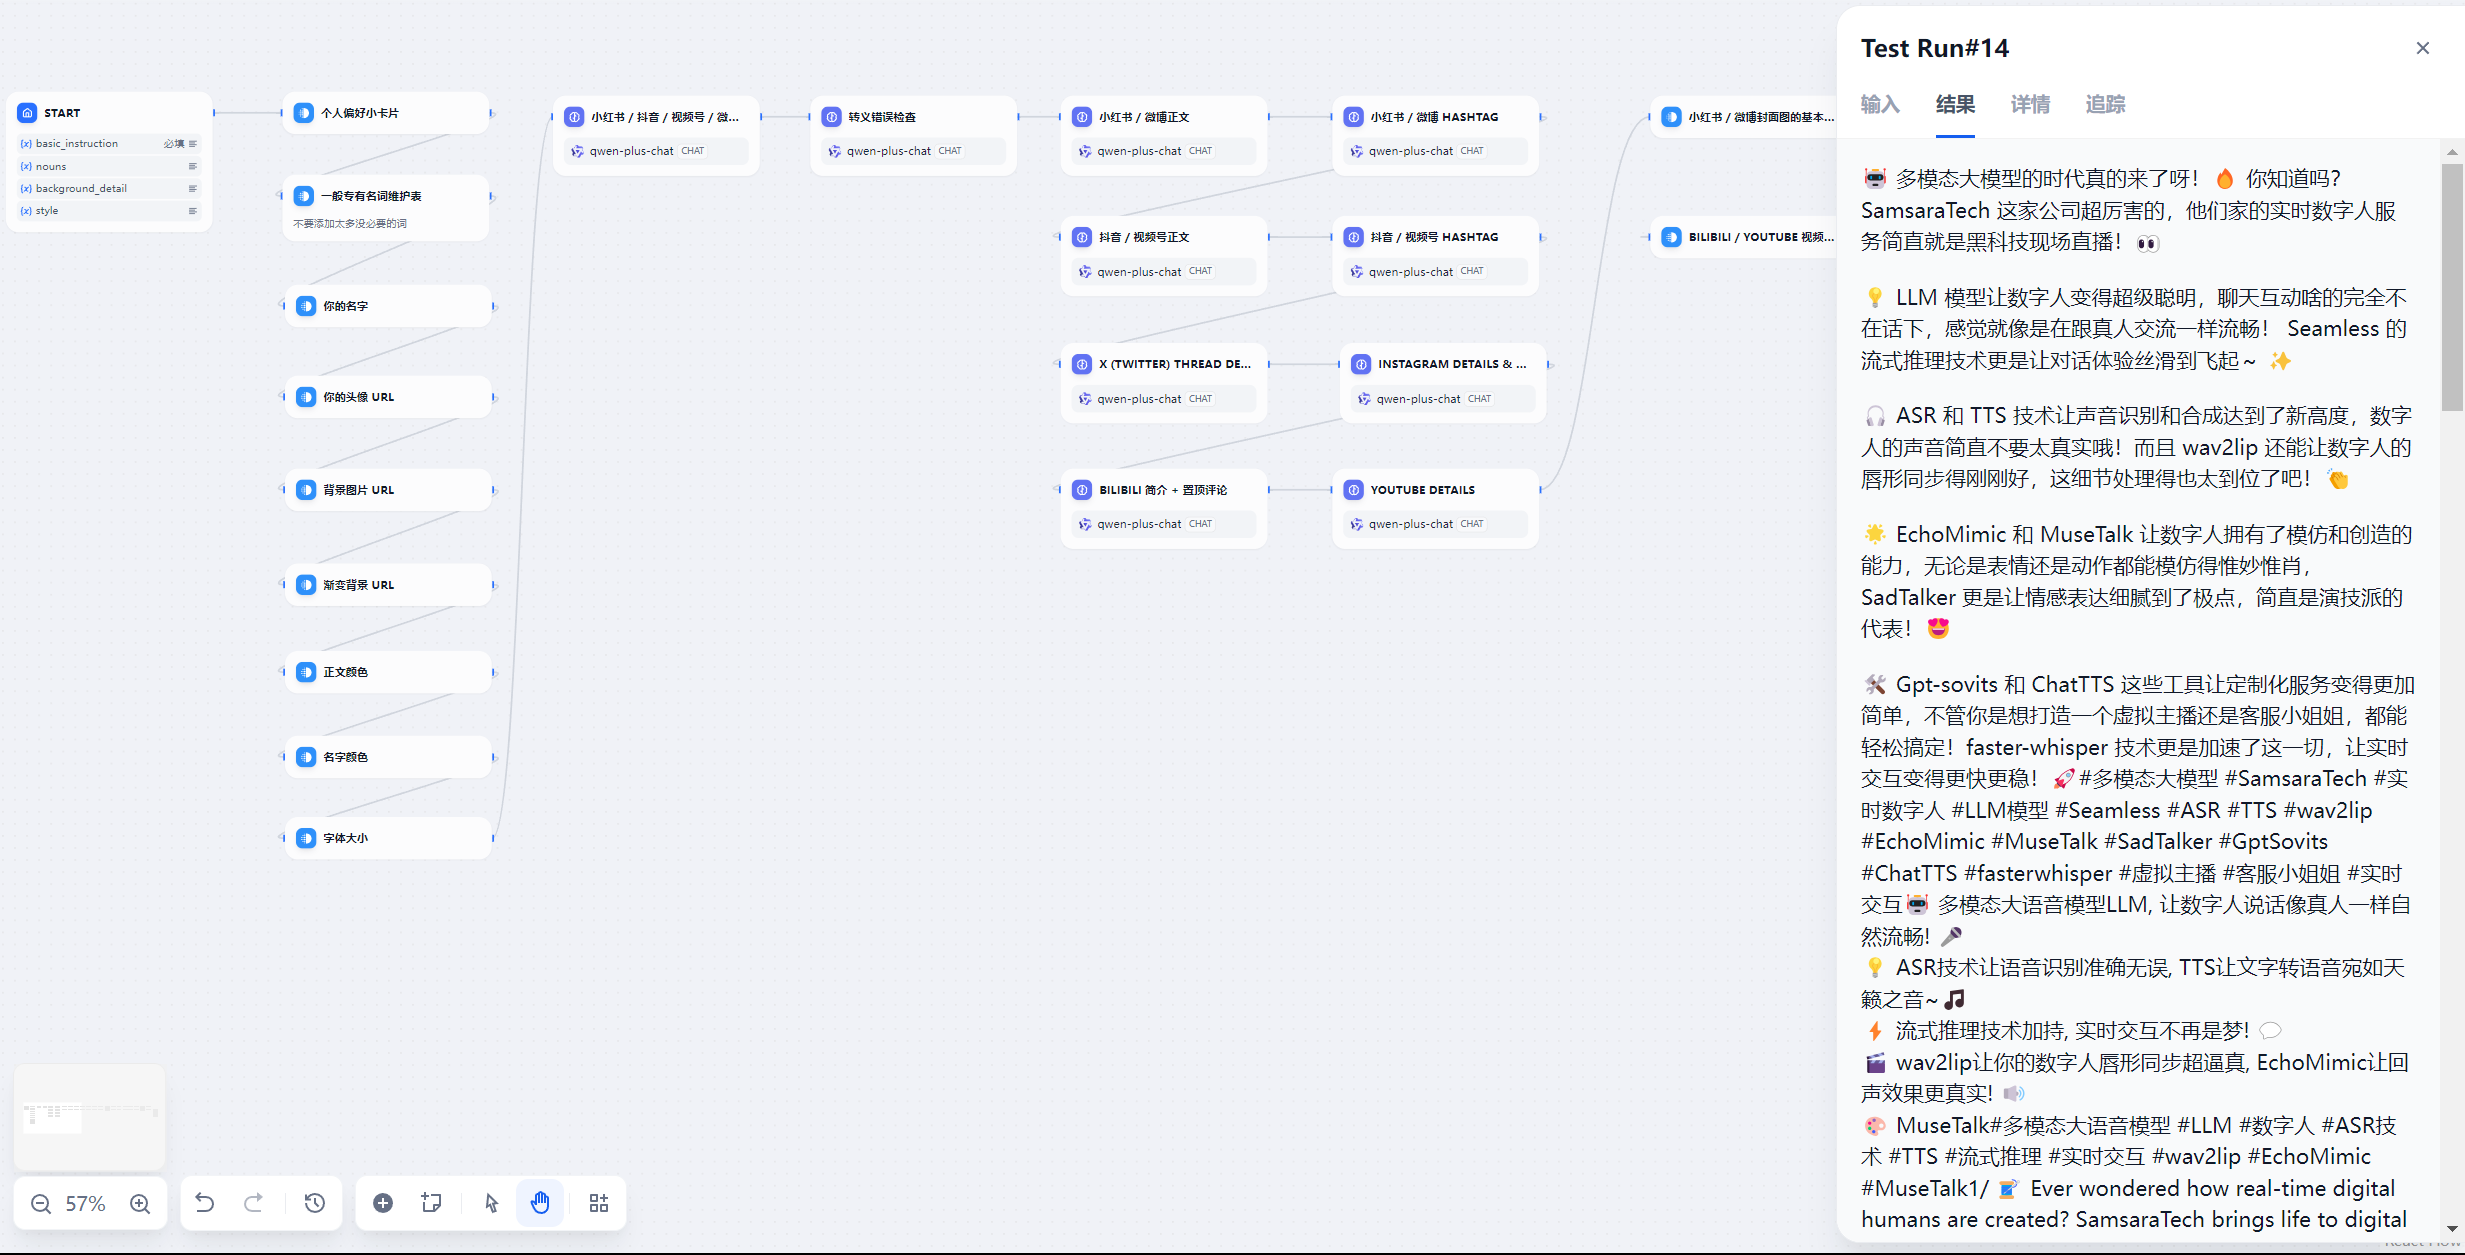 START
basic_instruction 必填
nouns
background_detail
style
个人偏好小卡片
一般专有名词维护表
不要添加太多没必要的词
你的名字
你的头像 URL
背景图片 URL
渐变背景 URL
正文颜色
名字颜色
字体大小
小红书 / 抖音 / 视频号 / 微...
qwen-plus-chat CHAT
转义错误检查
qwen-plus-chat CHAT
小红书 / 微博正文
qwen-plus-chat CHAT
小红书 / 微博 HASHTAG
qwen-plus-chat CHAT
抖音 / 视频号正文
qwen-plus-chat CHAT
抖音 / 视频号 HASHTAG
qwen-plus-chat CHAT
X (TWITTER) THREAD DE...
qwen-plus-chat CHAT
INSTAGRAM DETAILS & ...
qwen-plus-chat CHAT
BILIBILI 简介 + 置顶评论
qwen-plus-chat CHAT
YOUTUBE DETAILS
qwen-plus-chat CHAT
小红书 / 微博封面图的基本...
BILIBILI / YOUTUBE 视频...
57%
Test Run#14
输入 结果 详情 追踪
🤖 多模态大模型的时代真的来了呀！🔥 你知道吗？
SamsaraTech 这家公司超厉害的，他们家的实时数字人服
务简直就是黑科技现场直播！👀
💡 LLM 模型让数字人变得超级聪明，聊天互动啥的完全不
在话下，感觉就像是在跟真人交流一样流畅！ Seamless 的
流式推理技术更是让对话体验丝滑到飞起～ ✨
🎧 ASR 和 TTS 技术让声音识别和合成达到了新高度，数字
人的声音简直不要太真实哦！而且 wav2lip 还能让数字人的
唇形同步得刚刚好，这细节处理得也太到位了吧！👏
🌟 EchoMimic 和 MuseTalk 让数字人拥有了模仿和创造的
能力，无论是表情还是动作都能模仿得惟妙惟肖，
SadTalker 更是让情感表达细腻到了极点，简直是演技派的
代表！😍
🛠️ Gpt-sovits 和 ChatTTS 这些工具让定制化服务变得更加
简单，不管你是想打造一个虚拟主播还是客服小姐姐，都能
轻松搞定！faster-whisper 技术更是加速了这一切，让实时
交互变得更快更稳！🚀#多模态大模型 #SamsaraTech #实
时数字人 #LLM模型 #Seamless #ASR #TTS #wav2lip
#EchoMimic #MuseTalk #SadTalker #GptSovits
#ChatTTS #fasterwhisper #虚拟主播 #客服小姐姐 #实时
交互🤖 多模态大语音模型LLM, 让数字人说话像真人一样自
然流畅! 🎤
💡 ASR技术让语音识别准确无误, TTS让文字转语音宛如天
籁之音~🎵
⚡ 流式推理技术加持, 实时交互不再是梦! 💬
🎬 wav2lip让你的数字人唇形同步超逼真, EchoMimic让回
声效果更真实! 🔊
🎨 MuseTalk#多模态大语音模型 #LLM #数字人 #ASR技
术 #TTS #流式推理 #实时交互 #wav2lip #EchoMimic
#MuseTalk1/ 🧵 Ever wondered how real-time digital
humans are created? SamsaraTech brings life to digital
React Flow